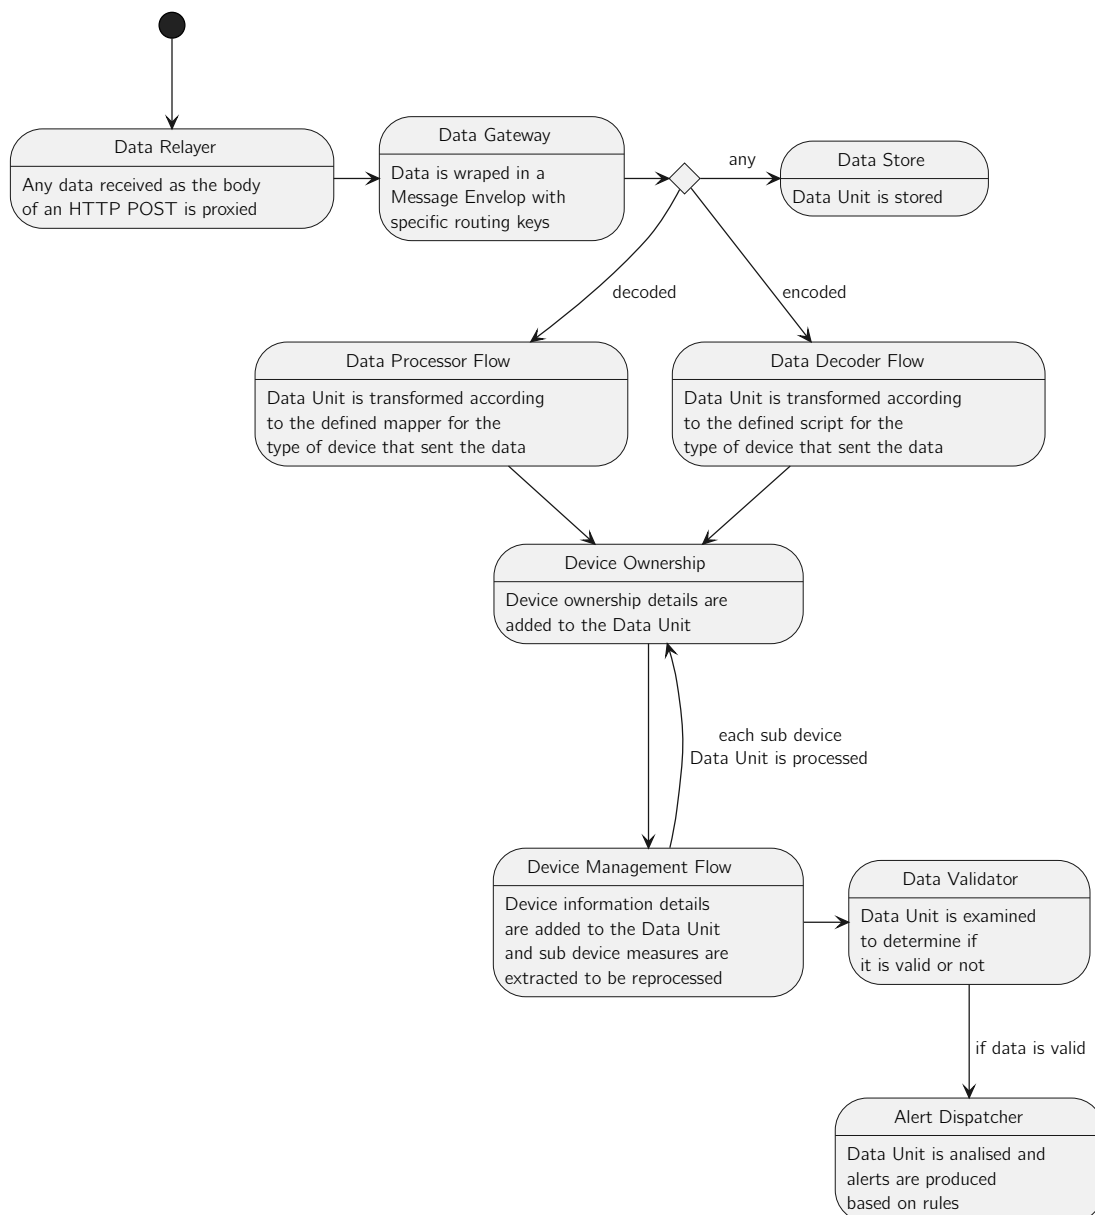 Data Relayer
Any data received as the body
of an HTTP POST is proxied
Data Gateway
Data is wraped in a
Message Envelop with
specific routing keys
any
Data Store
Data Unit is stored
decoded
encoded
Data Processor Flow
Data Unit is transformed according
to the defined mapper for the
type of device that sent the data
Data Decoder Flow
Data Unit is transformed according
to the defined script for the
type of device that sent the data
Device Ownership
Device ownership details are
added to the Data Unit
each sub device
Data Unit is processed
Device Management Flow
Device information details
are added to the Data Unit
and sub device measures are
extracted to be reprocessed
Data Validator
Data Unit is examined
to determine if
it is valid or not
if data is valid
Alert Dispatcher
Data Unit is analised and
alerts are produced
based on rules